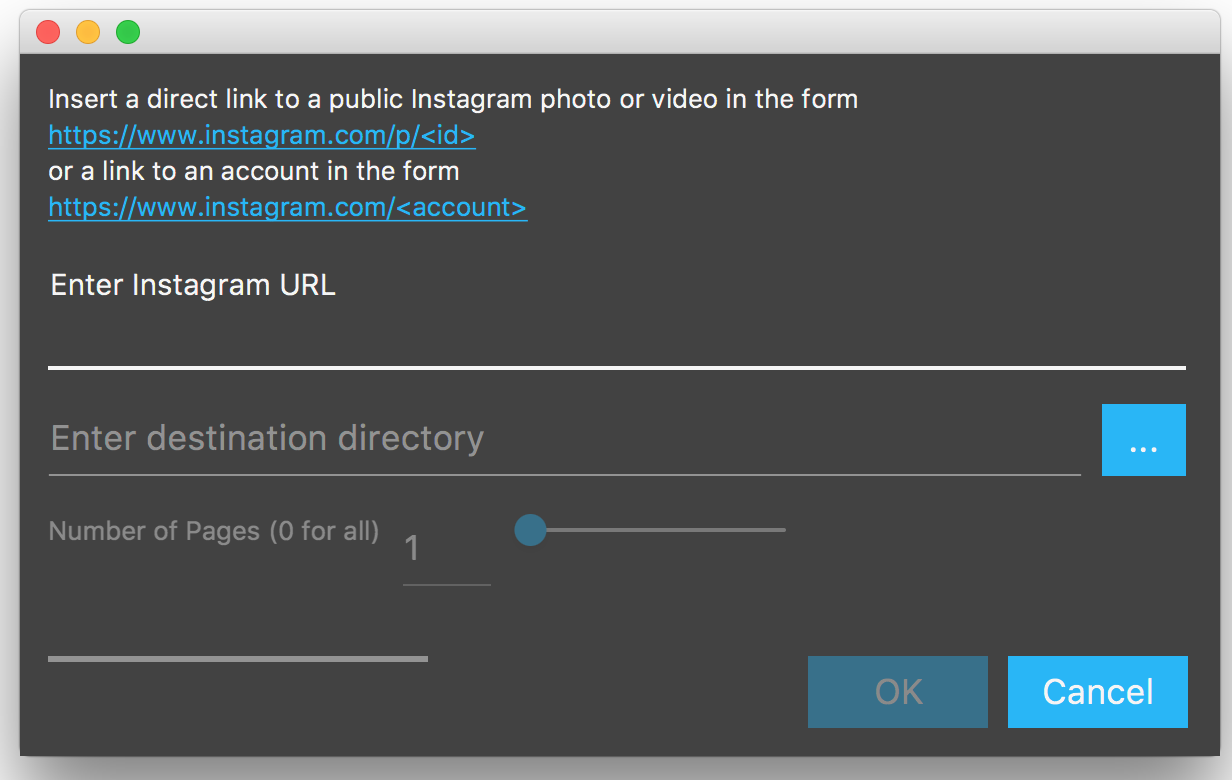 Insert a direct link to a public Instagram photo or video in the form
https://www.instagram.com/p/<id>
or a link to an account in the form
https://www.instagram.com/<account>
Enter Instagram URL
Enter destination directory
...
Number of Pages (0 for all)
1
OK
Cancel